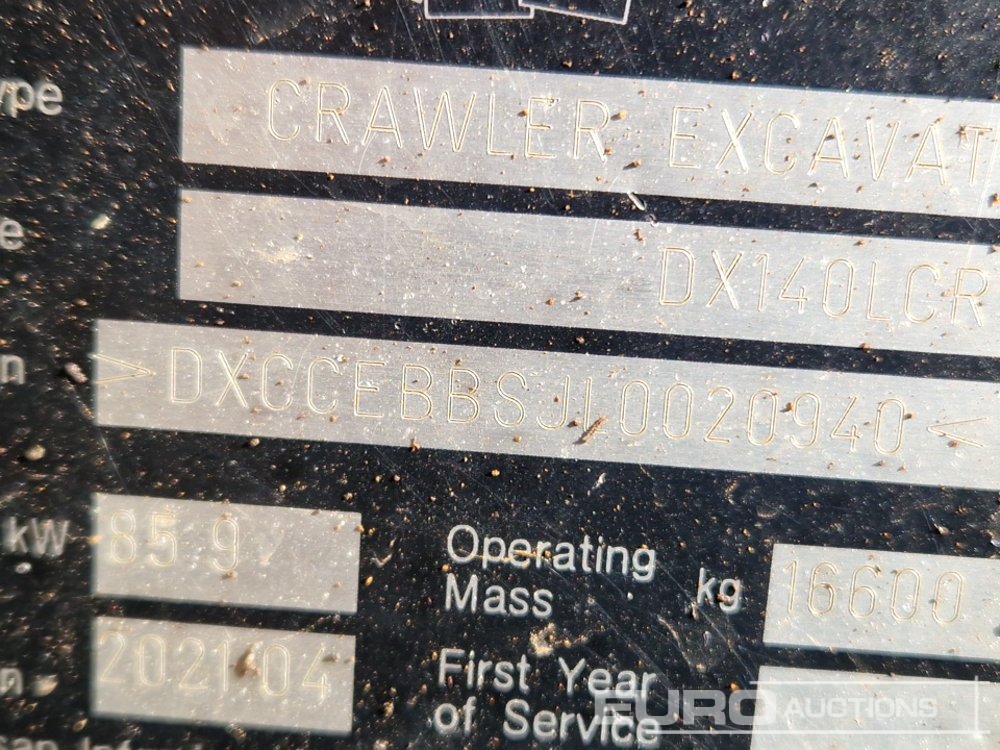 ype CRAWLER EXCAVAT
e DX140LCR
n >DXCCEBBSJL0020940<
kW 85.9 Operating Mass kg 16600
n 2021/04 First Year of Service
EURO AUCTIONS